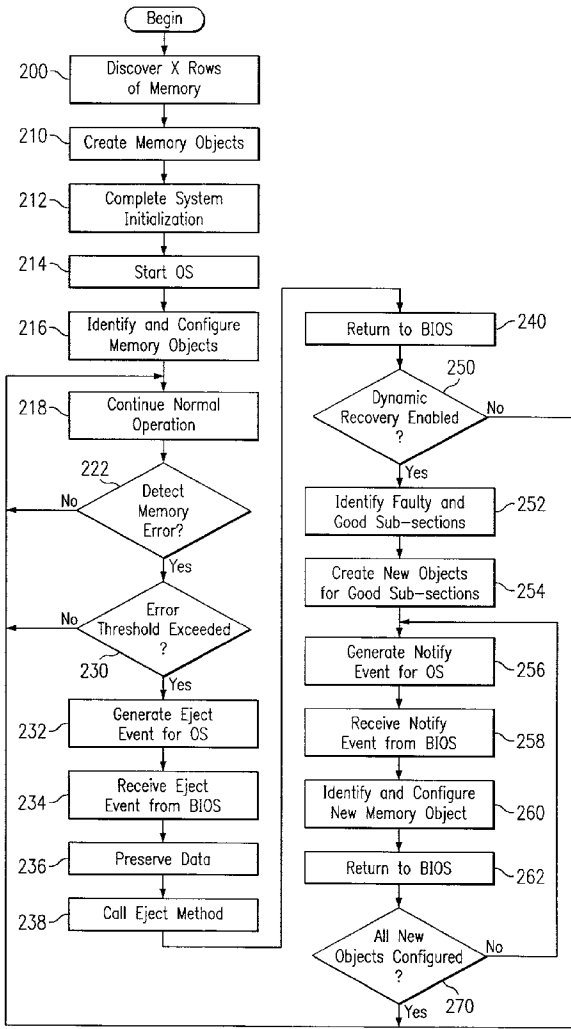 Begin
200
Discover X Rows
of Memory
210
Create Memory Objects
212
Complete System
Initialization
214
Start OS
216
Identify and Configure
Memory Objects
218
Continue Normal
Operation
222
Detect
Memory
Error?
No
Yes
Error
Threshold Exceeded
?
No
230
Yes
232
Generate Eject
Event for OS
234
Receive Eject
Event from BIOS
236
Preserve Data
238
Call Eject Method
Return to BIOS
240
250
Dynamic
Recovery Enabled
?
No
Yes
Identify Faulty and
Good Sub-sections
252
Create New Objects
for Good Sub-sections
254
Generate Notify
Event for OS
256
Receive Notify
Event from BIOS
258
Identify and Configure
New Memory Object
260
Return to BIOS
262
All New
Objects Configured
?
No
Yes
270